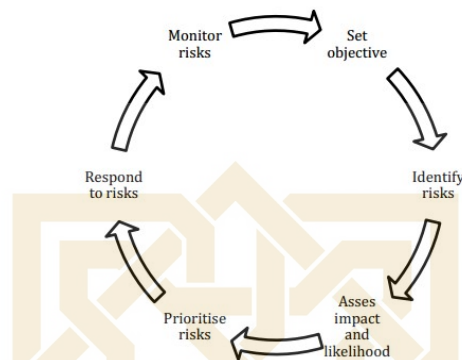 Set
objective
Identify
risks
Asses
impact
and
likelihood
Prioritise
risks
Respond
to risks
Monitor
risks